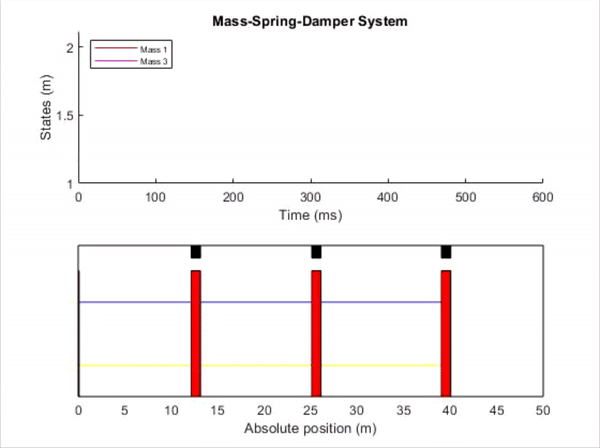 Mass-Spring-Damper System
2
1.5
1
States (m)
Mass 1
Mass 3
0 100 200 300 400 500 600
Time (ms)
0 5 10 15 20 25 30 35 40 45 50
Absolute position (m)